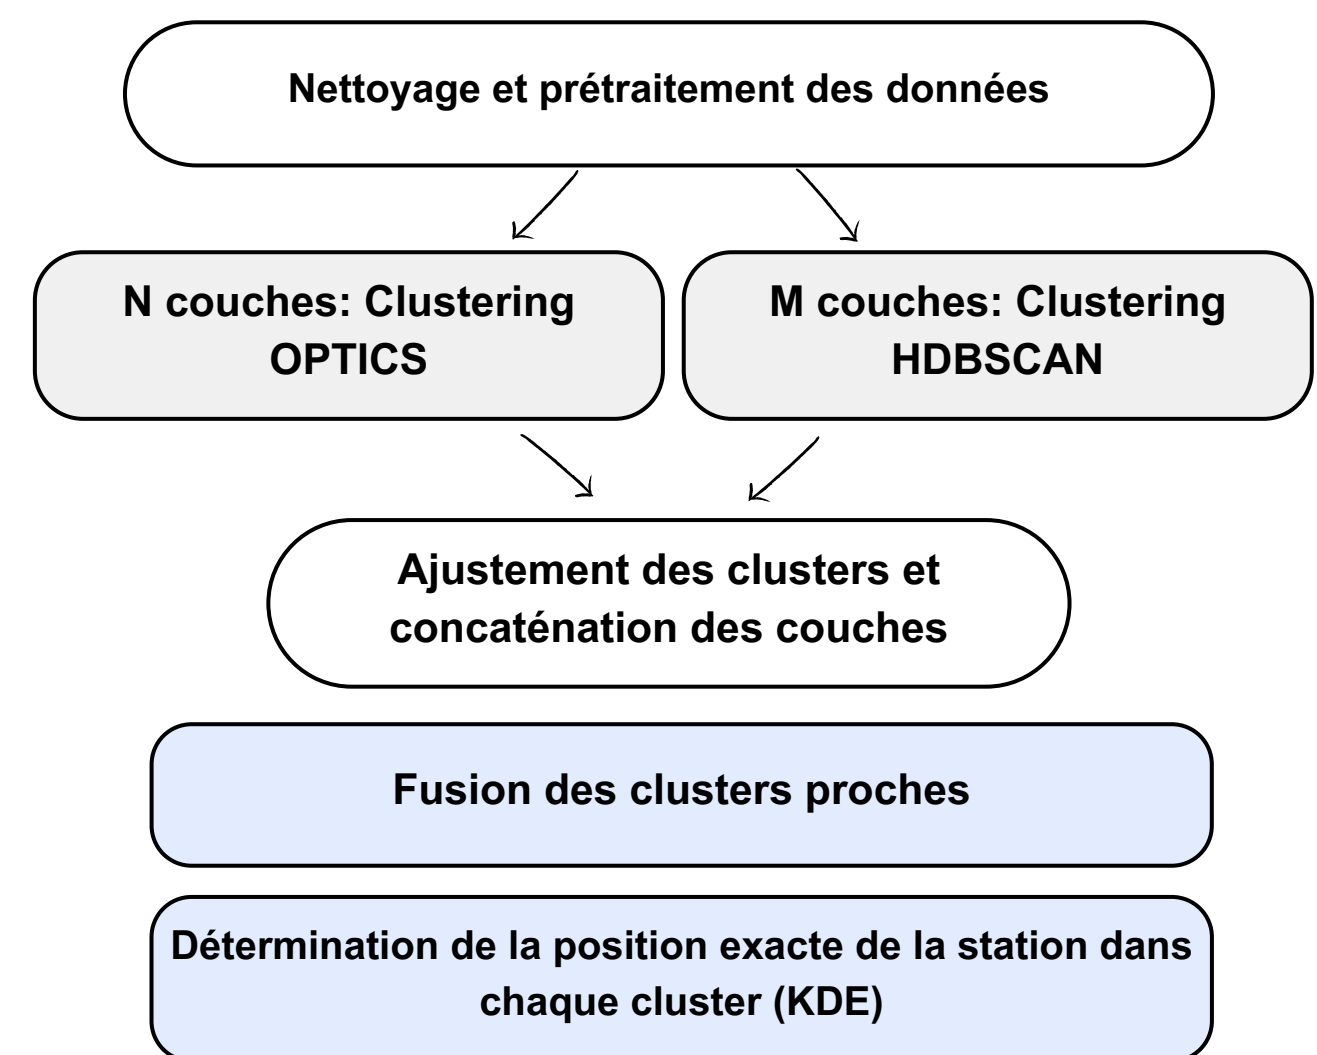 Nettoyage et prétraitement des données
N couches: Clustering
OPTICS
M couches: Clustering
HDBSCAN
Ajustement des clusters et
concaténation des couches
Fusion des clusters proches
Détermination de la position exacte de la station dans
chaque cluster (KDE)